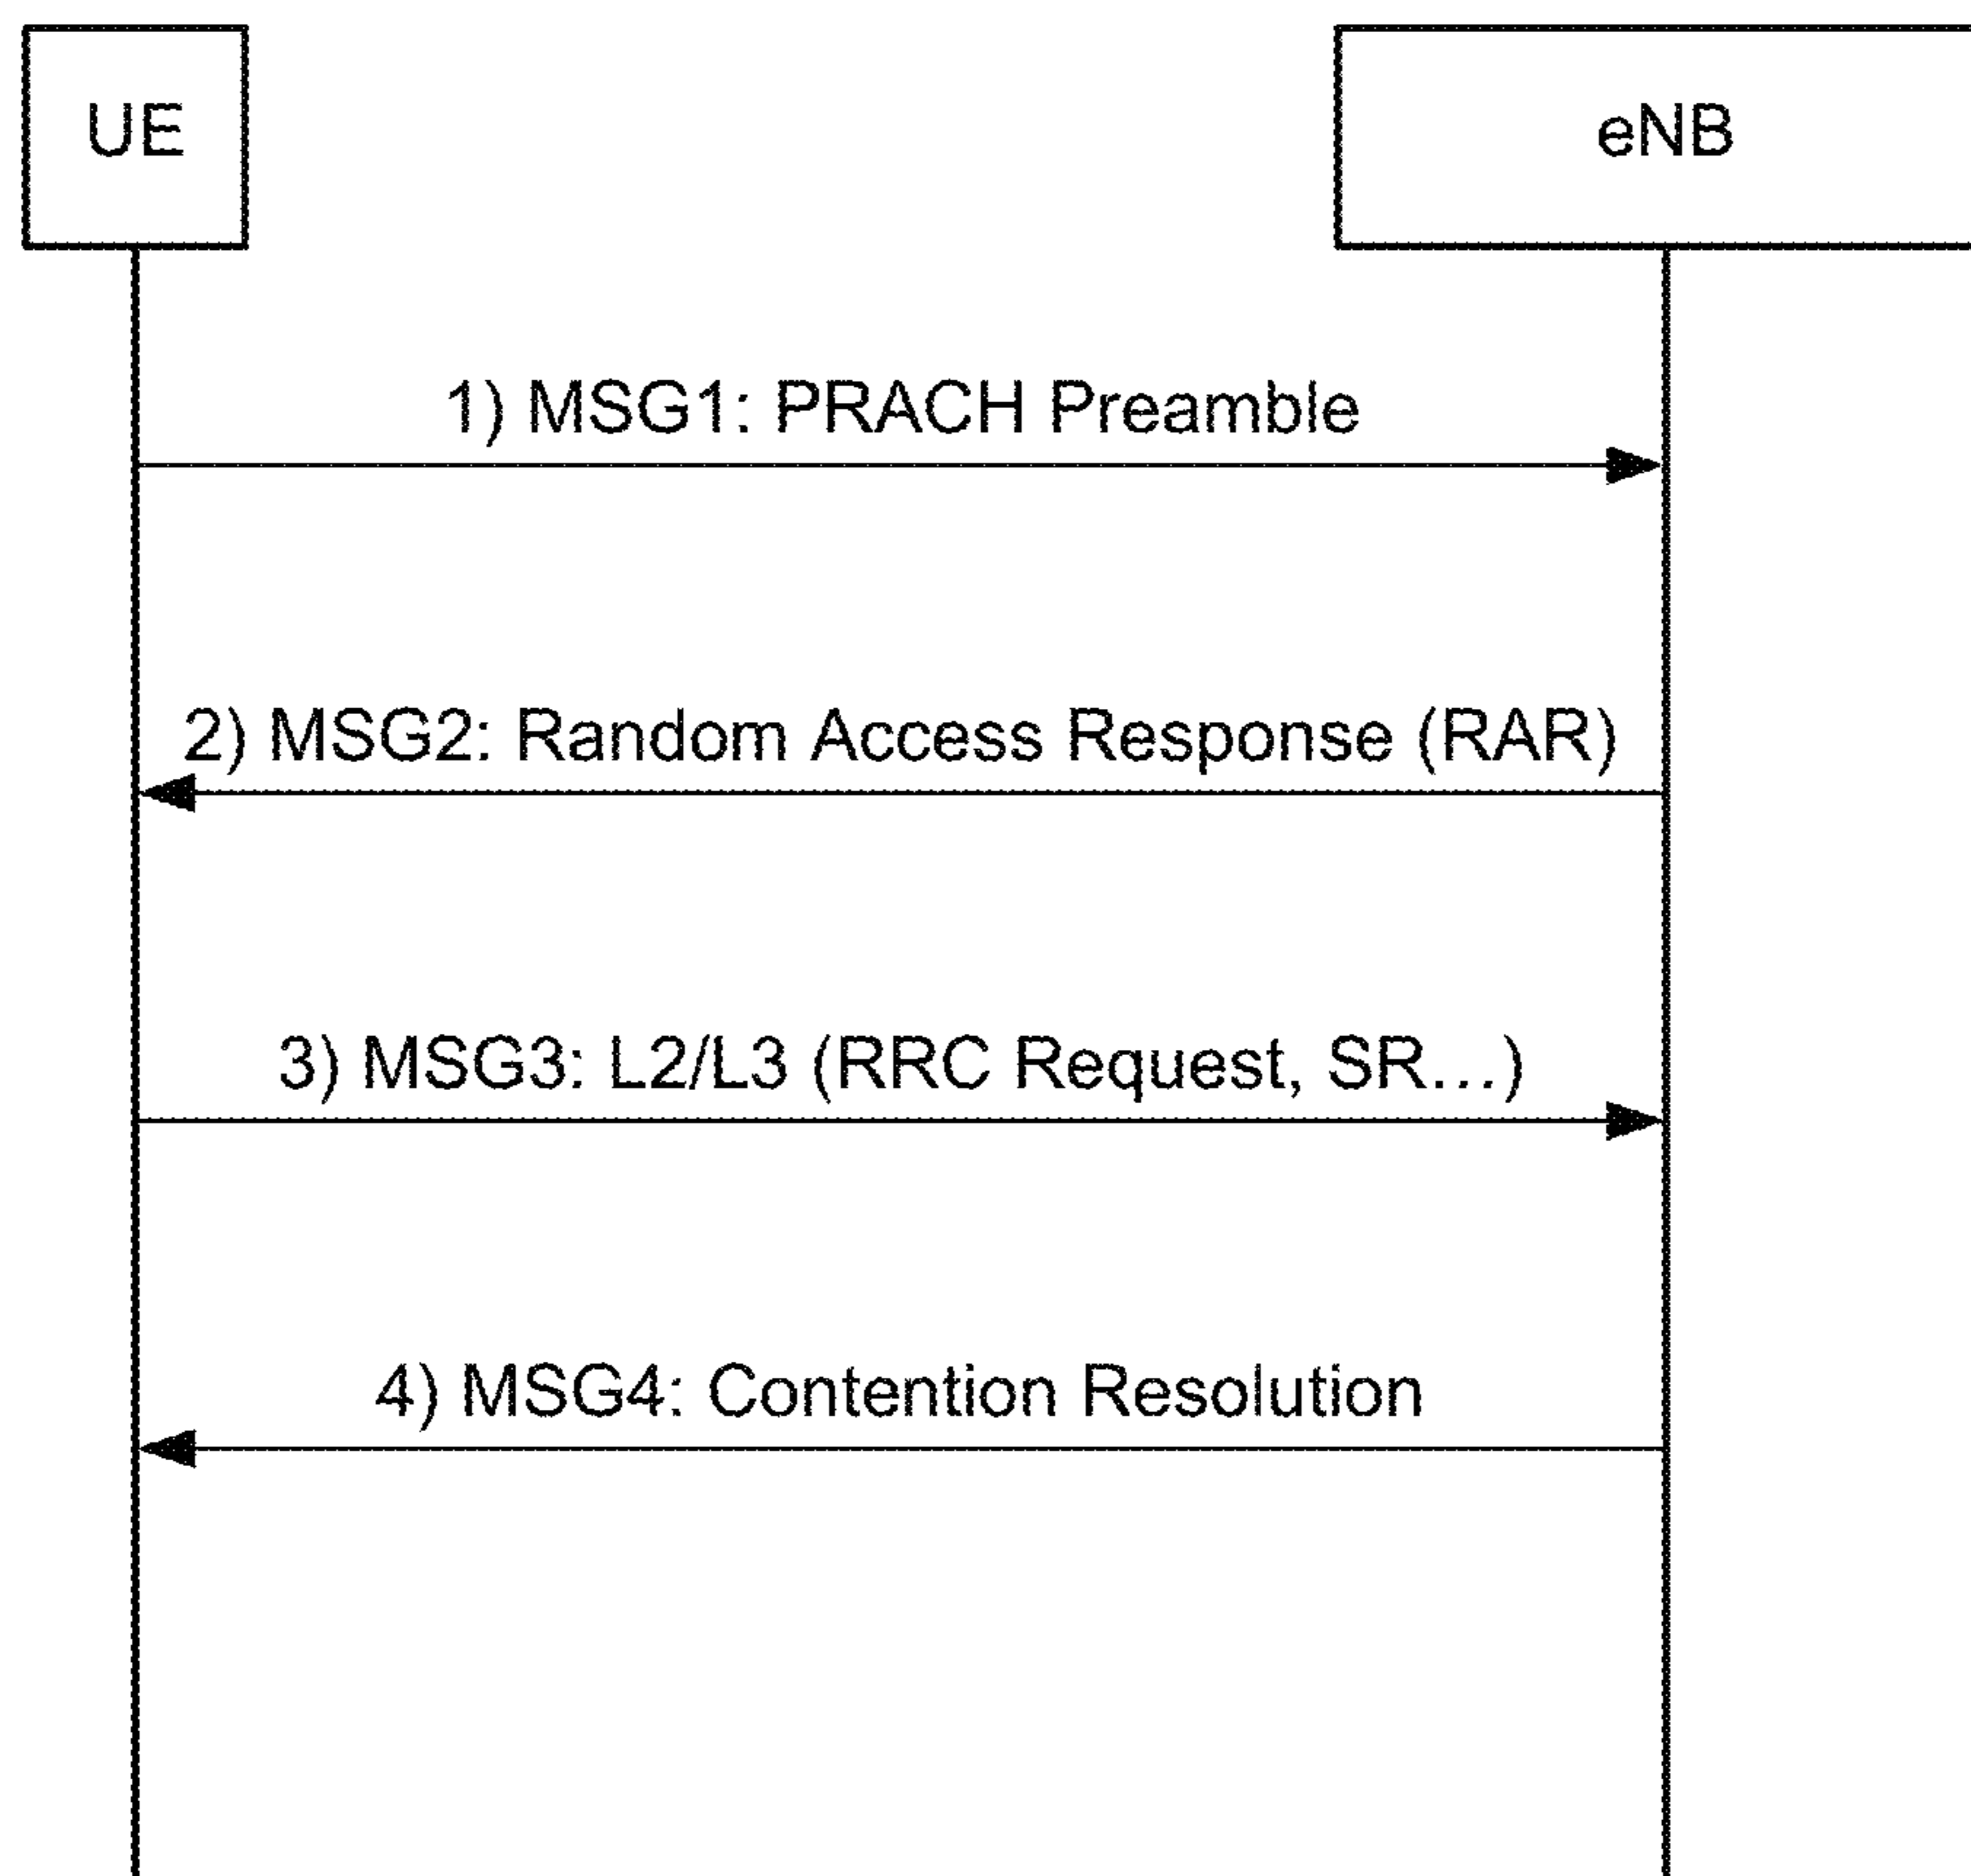 UE
eNB
1) MSG1: PRACH Preamble
2) MSG2: Random Access Response (RAR)
3) MSG3: L2/L3 (RRC Request, SR...)
4) MSG4: Contention Resolution